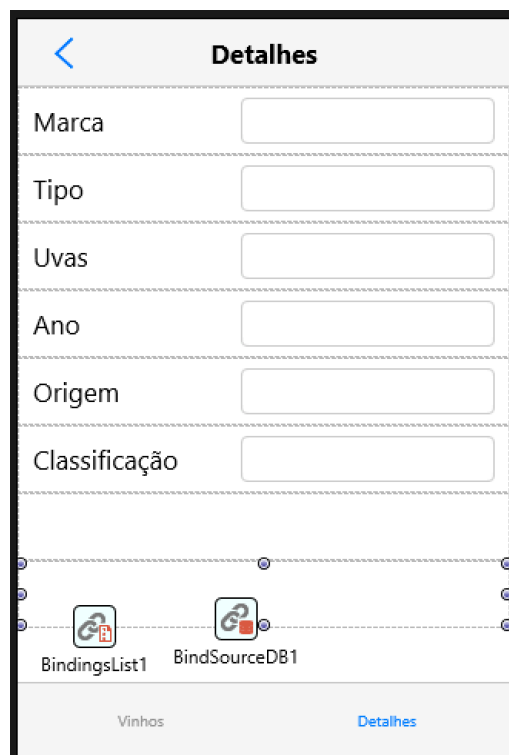 Detalhes
Marca
Tipo
Uvas
Ano
Origem
Classificação
BindingsList1
BindSourceDB1
Vinhos
Detalhes